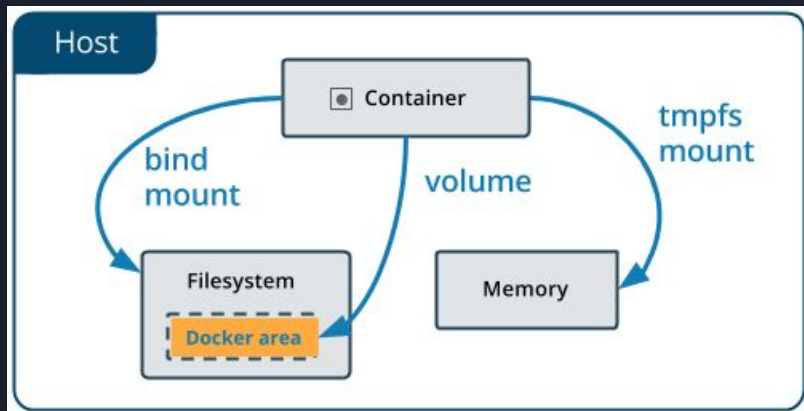 Host
Container
bind
mount
volume
tmpfs
mount
Filesystem
Docker area
Memory